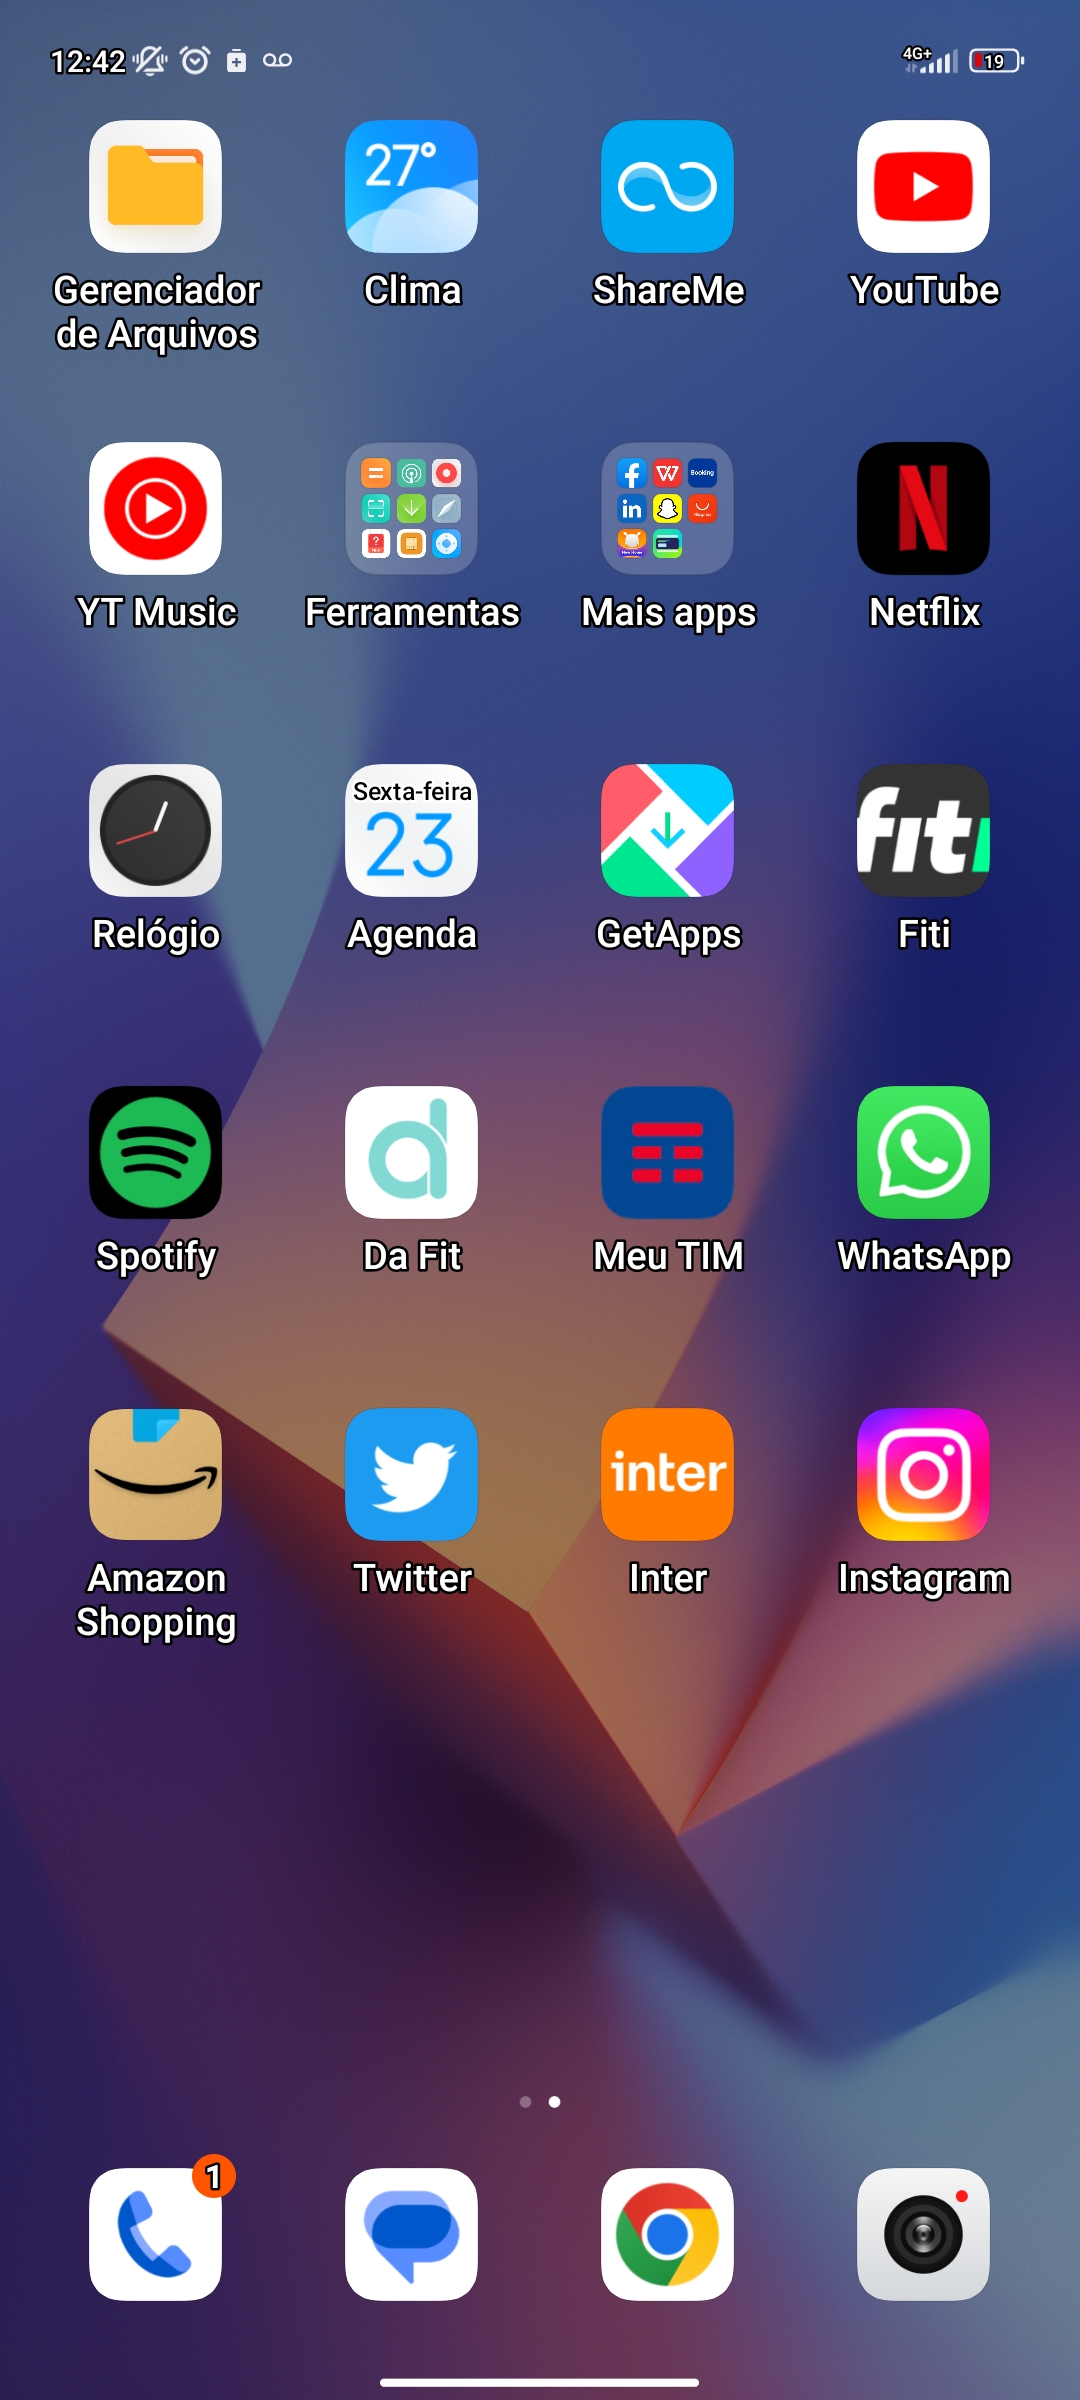 12:42
4G+
19
27°
Gerenciador
de Arquivos
Clima
ShareMe
YouTube
Booking
YT Music
Ferramentas
Mais apps
Netflix
Sexta-feira
23
fiti
Relógio
Agenda
GetApps
Fiti
Spotify
Da Fit
Meu TIM
WhatsApp
inter
Amazon
Shopping
Twitter
Inter
Instagram
1